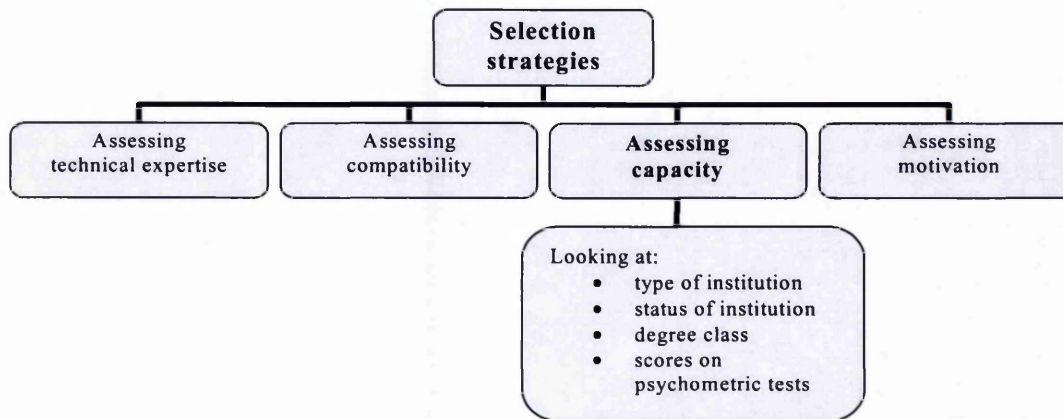 Selection
strategies
Assessing
technical expertise
Assessing
compatibility
Assessing
capacity
Assessing
motivation
Looking at:
• type of institution
• status of institution
• degree class
• scores on
psychometric tests